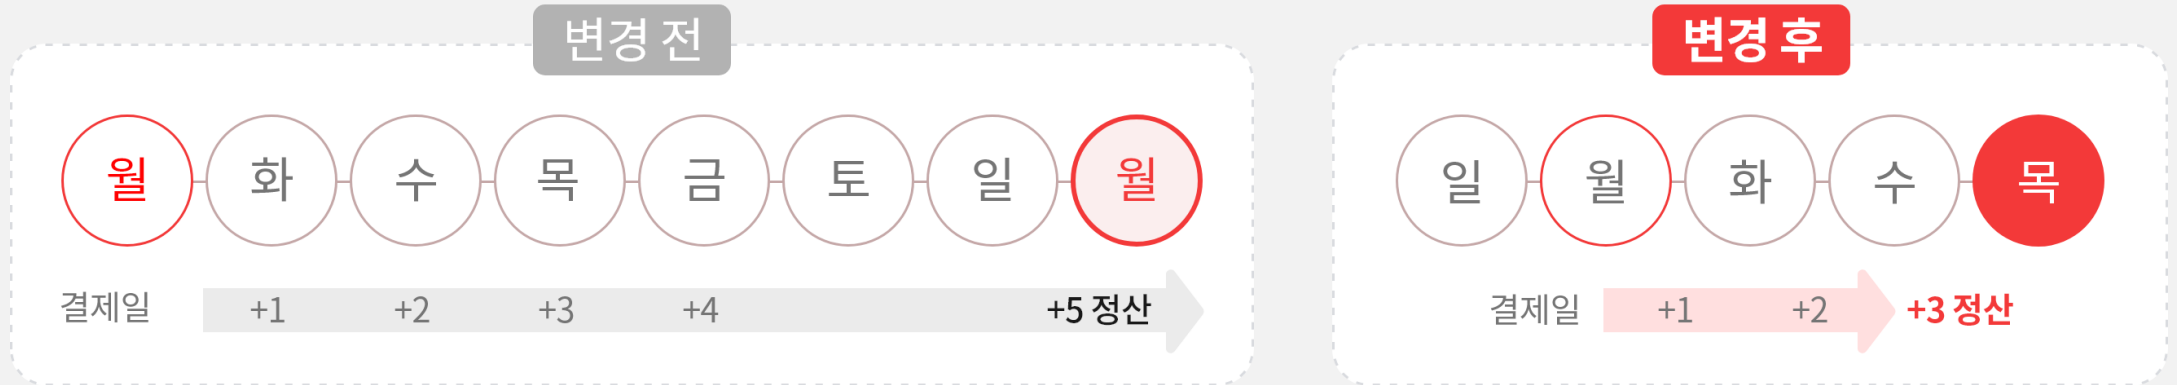 변경 전
월 화 수 목 금 토 일 월
결제일 +1 +2 +3 +4 +5 정산
변경 후
일 월 화 수 목
결제일 +1 +2 +3 정산